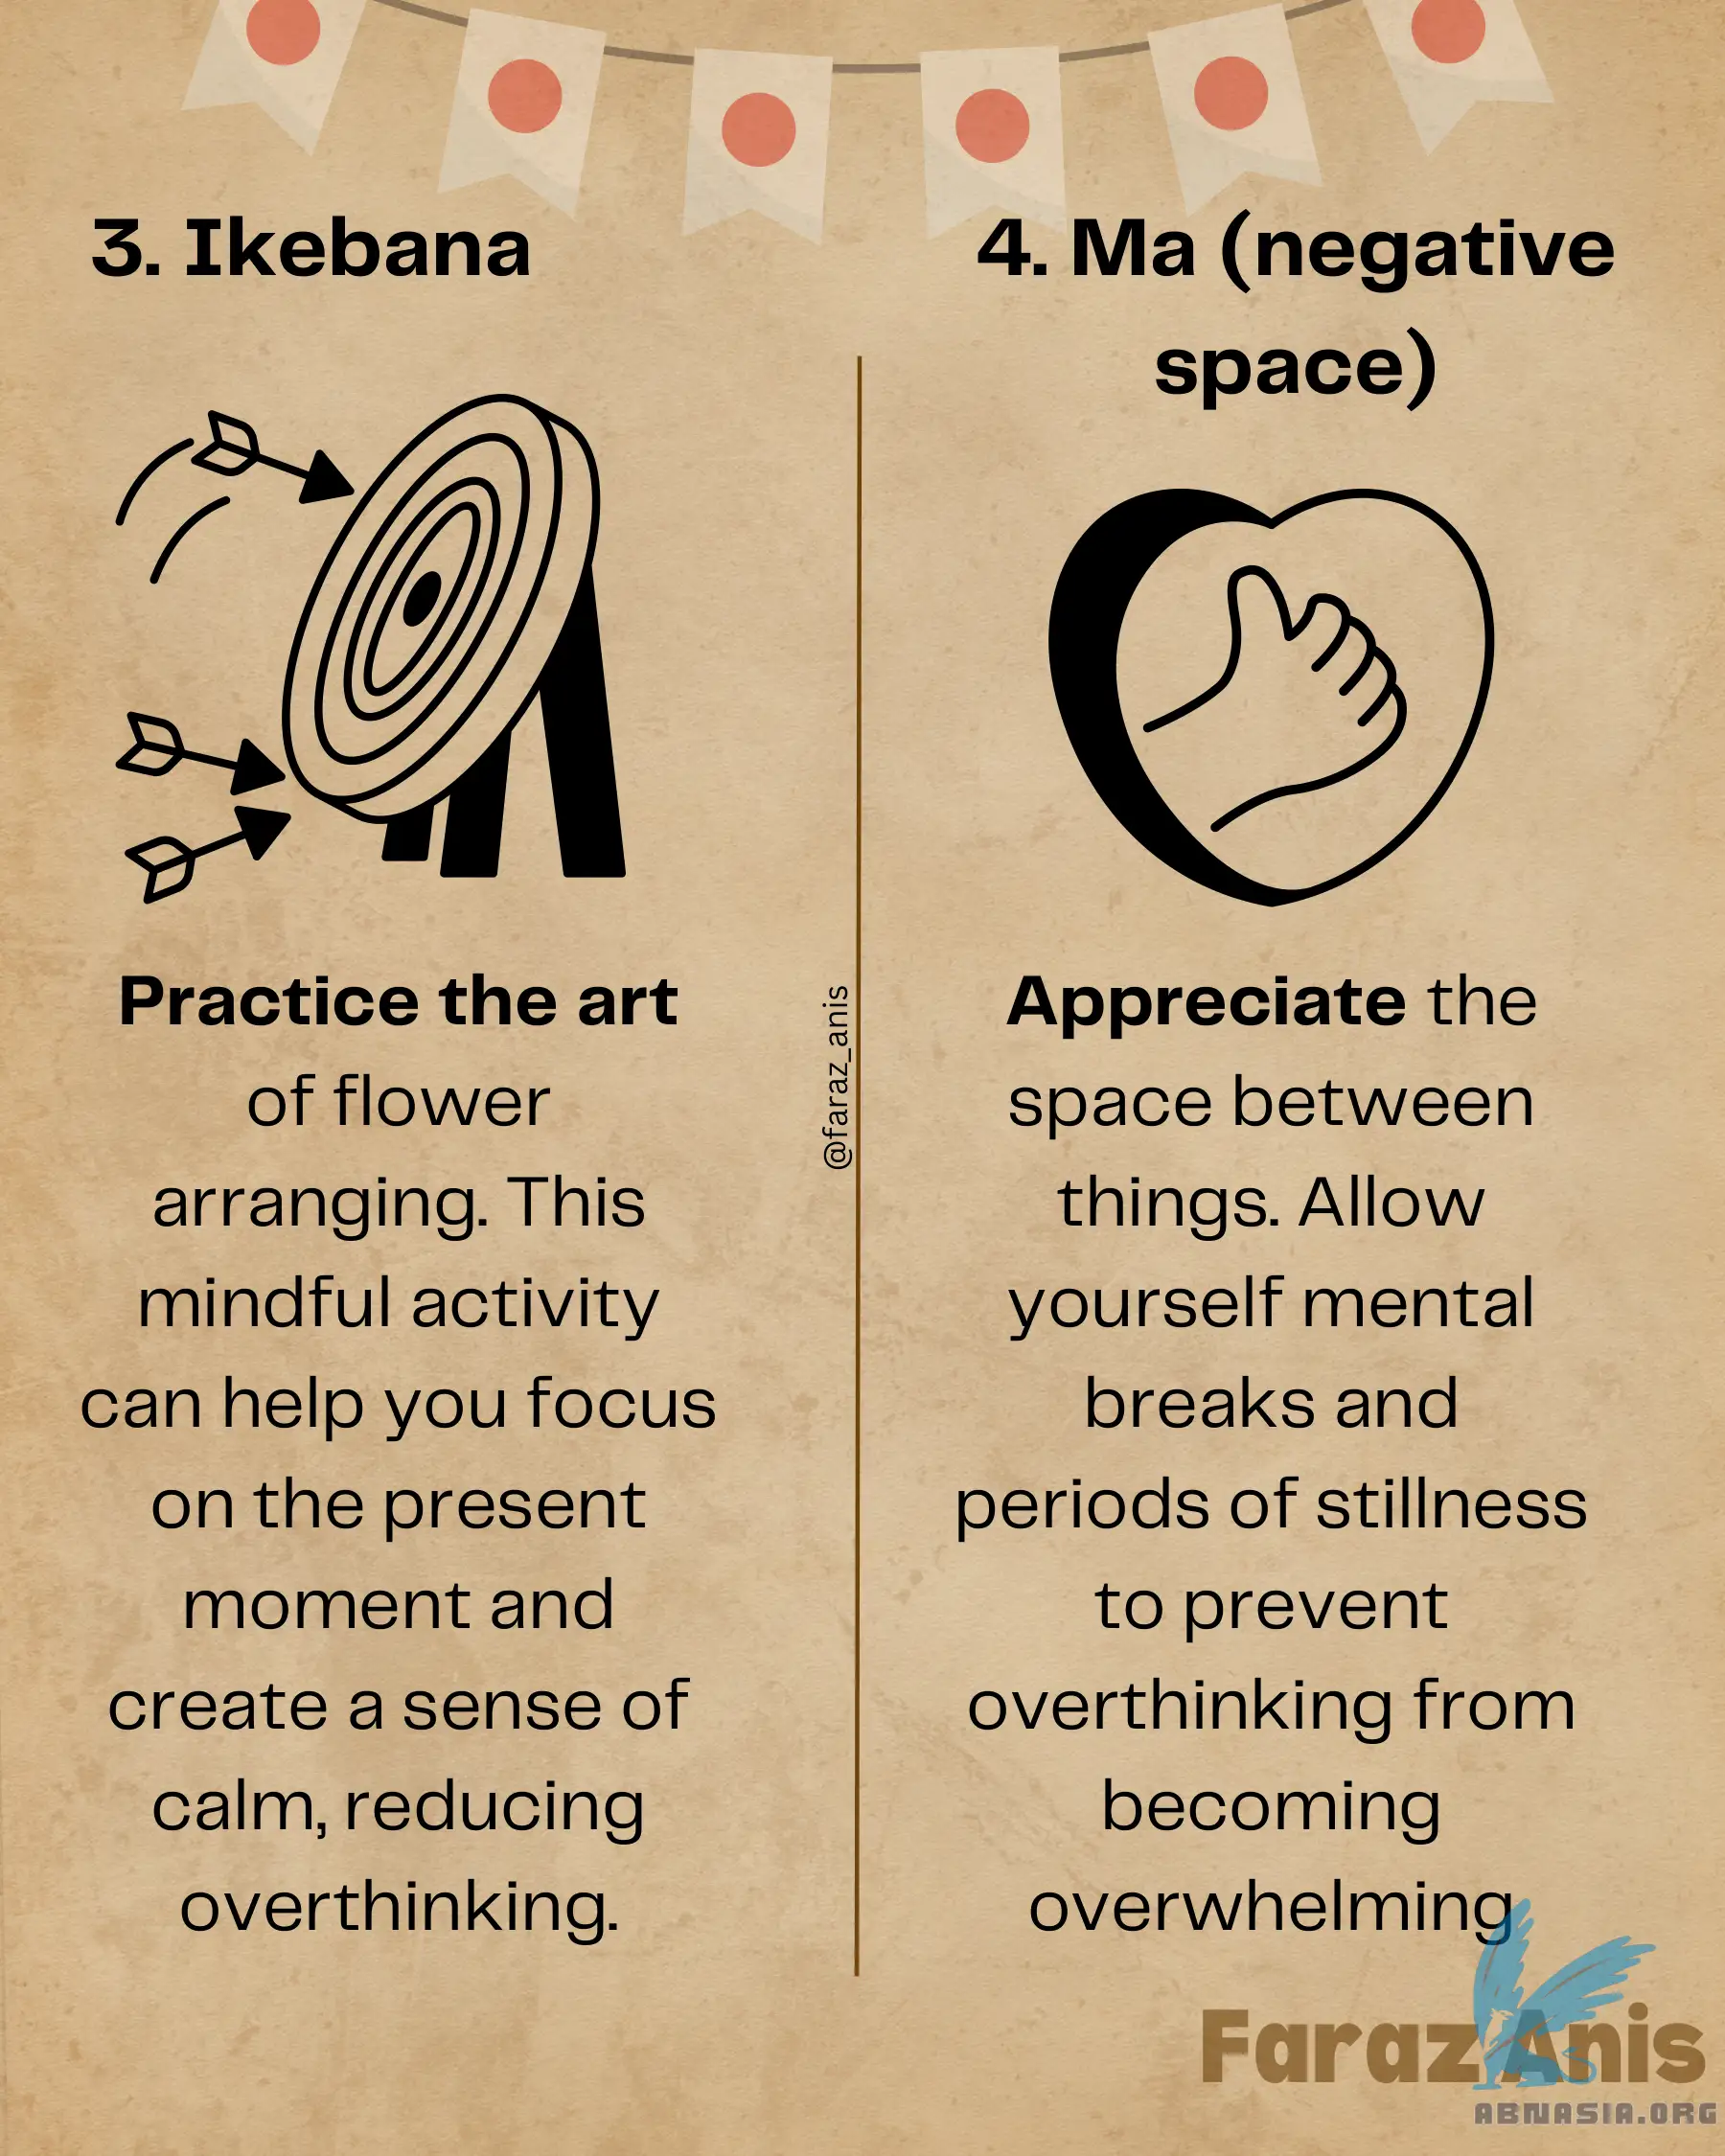 3. Ikebana
Practice the art
of flower
arranging. This
mindful activity
can help you focus
on the present
moment and
create a sense of
calm, reducing
overthinking.
@faraz_anis
4. Ma (negative
space)
Appreciate the
space between
things. Allow
yourself mental
breaks and
periods of stillness
to prevent
overthinking from
becoming
overwhelming
Faraz Anis
ABNASIA.ORG